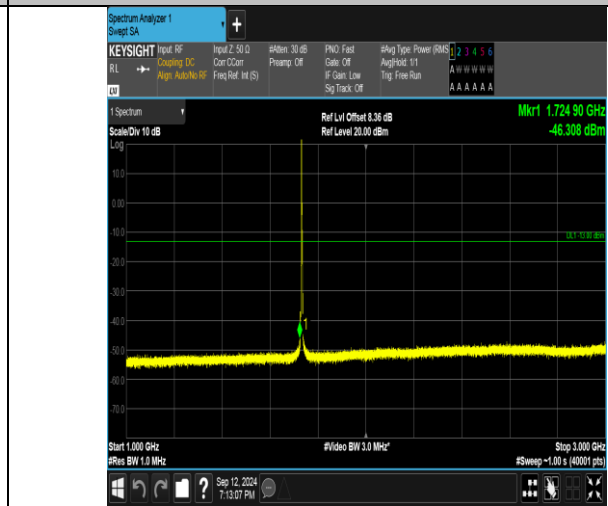 Spectrum Analyzer 1
Swept SA
+
KEYSIGHT Input: RF Input Z: 50 Ω #Atten: 30 dB PNO: Fast #Avg Type: Power (RMS 1 2 3 4 5 6
RL Coupling: DC Corr CCorr Preamp: Off Gate: Off Avg|Hold: 1/1 A W W W W W
Align: Auto/No RF Freq Ref: Int (S) IF Gain: Low Trig: Free Run A A A A A A
LXI Sig Track: Off
1 Spectrum Ref Lvl Offset 8.36 dB Mkr1 1.724 90 GHz
Scale/Div 10 dB Ref Level 20.00 dBm -46.308 dBm
Log
10.0
0.00
-10.0
DL1 -13.00 dBm
-20.0
-30.0
-40.0
1
-50.0
-60.0
-70.0
Start 1.000 GHz #Video BW 3.0 MHz* Stop 3.000 GHz
#Res BW 1.0 MHz #Sweep ~1.00 s (40001 pts)
? Sep 12, 2024
7:13:07 PM